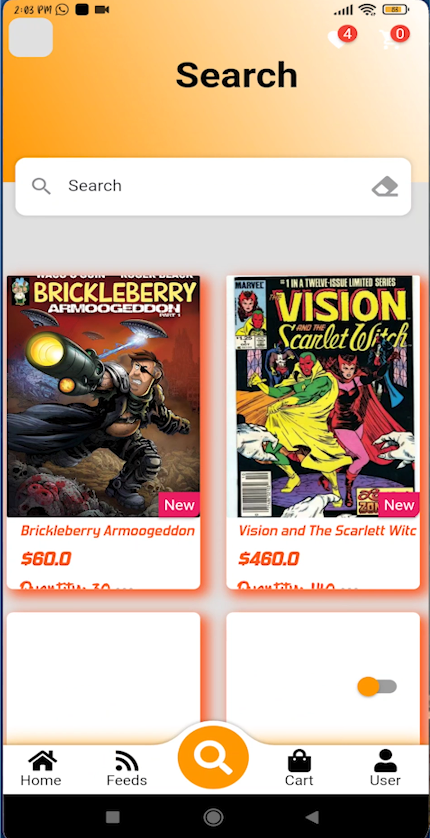 2:03 PM
4
0
Search
Search
BRICKLEBERRY
ARMOOGEDDON
PART 1
New
Brickleberry Armoogeddon
$60.0
MARVEL
#1 IN A TWELVE-ISSUE LIMITED SERIES
THE VISION
AND THE
Scarlet Witch
New
Vision and The Scarlett Witc
$460.0
Home
Feeds
Cart
User